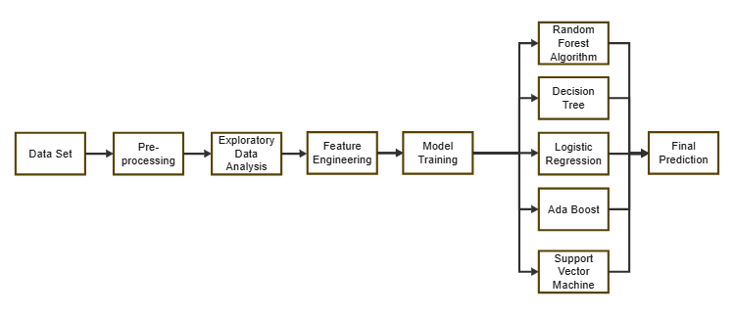 Data Set
Pre-
processing
Exploratory
Data
Analysis
Feature
Engineering
Model
Training
Random
Forest
Algorithm
Decision
Tree
Logistic
Regression
Ada Boost
Support
Vector
Machine
Final
Prediction